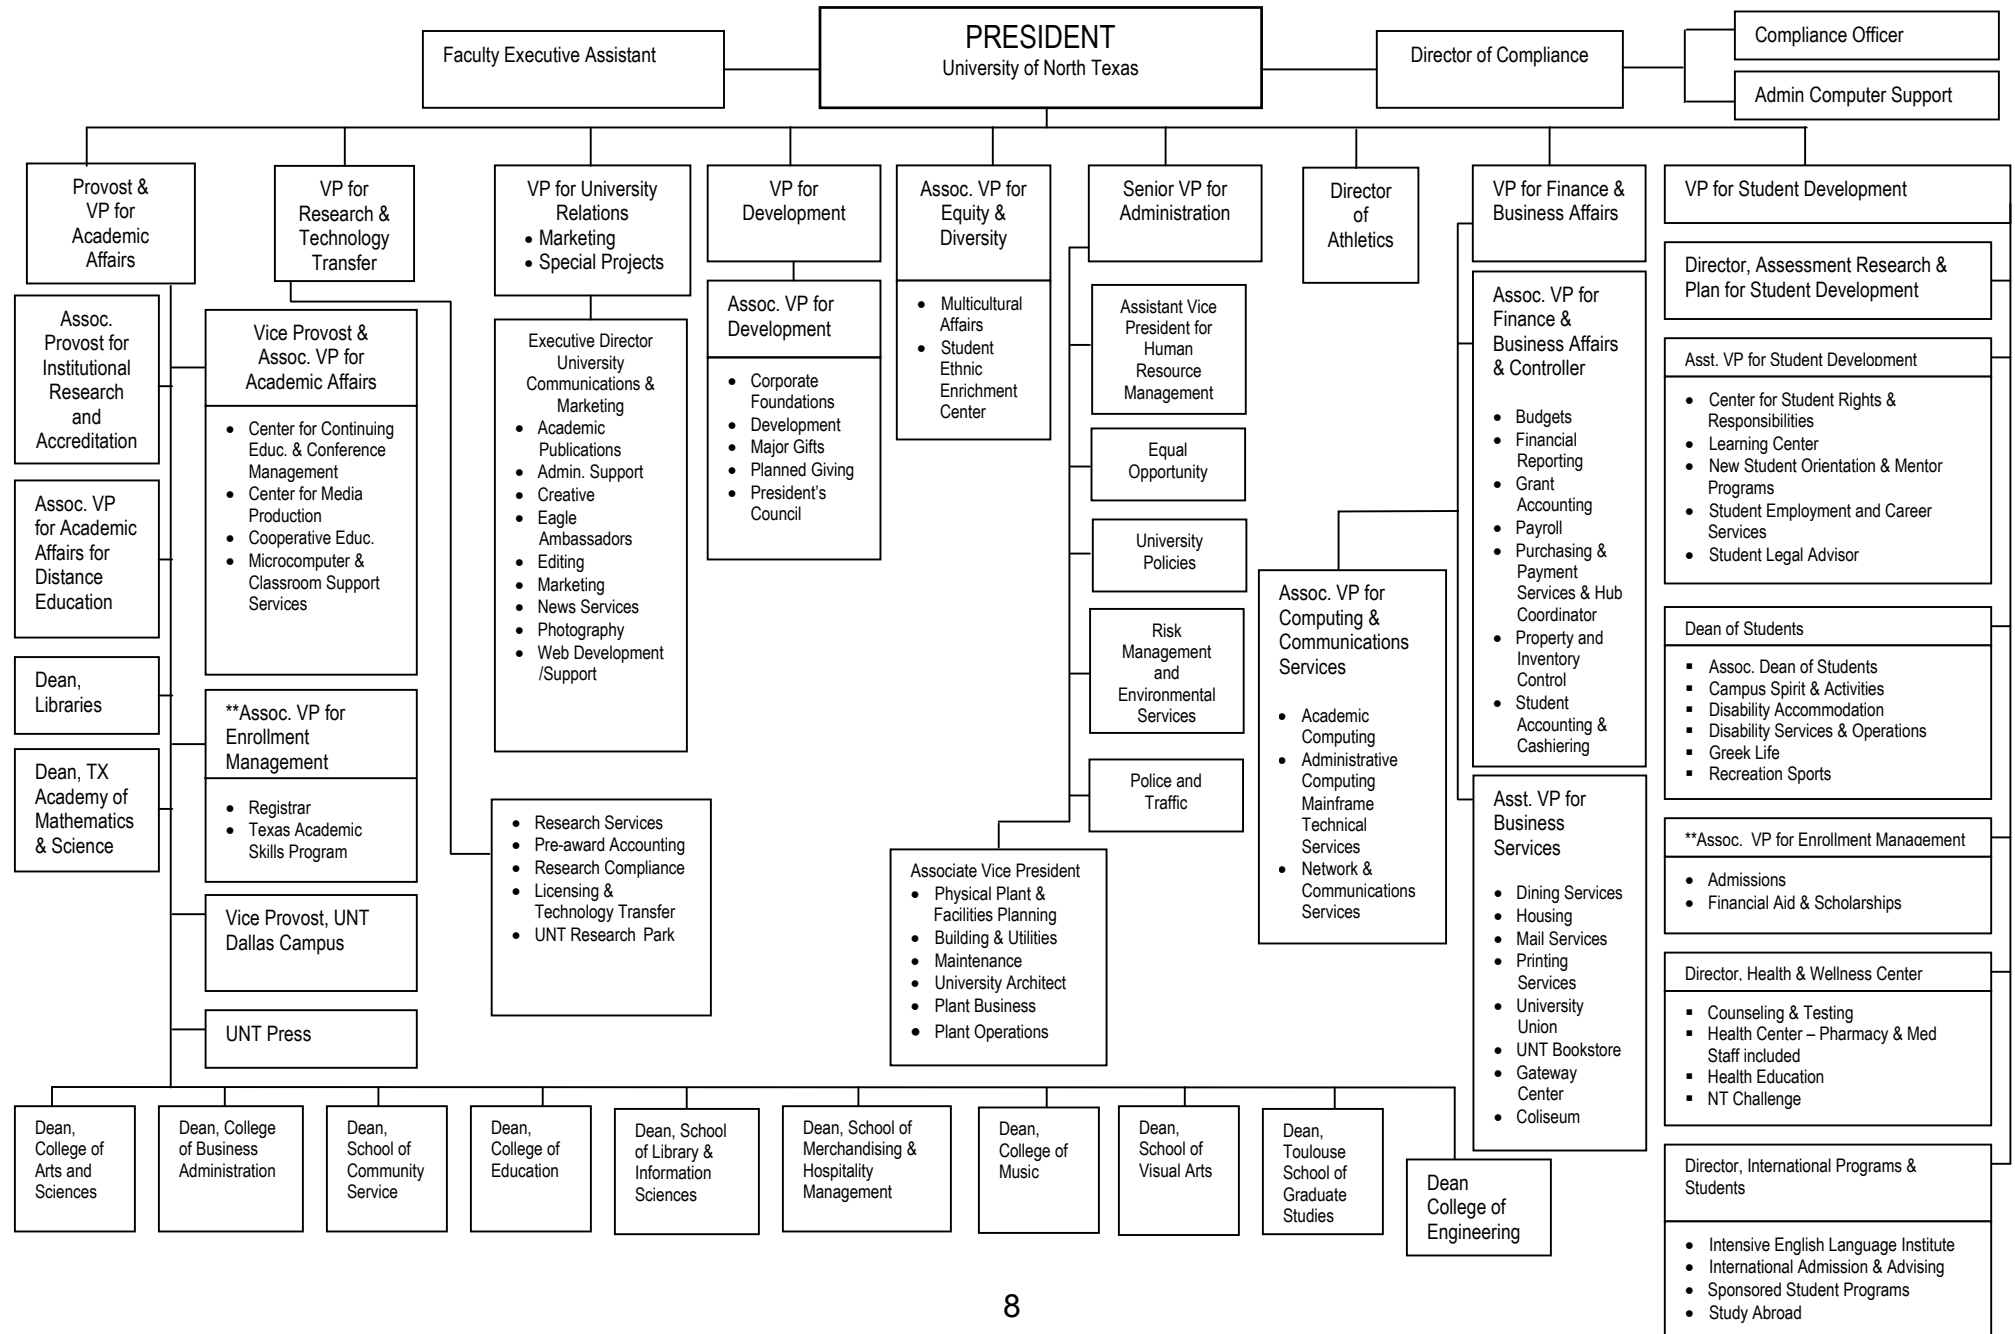 Faculty Executive Assistant
PRESIDENT
University of North Texas
Director of Compliance
Compliance Officer
Admin Computer Support
Provost &
VP for
Academic
Affairs
VP for
Research &
Technology
Transfer
VP for University
Relations
• Marketing
• Special Projects
VP for
Development
Assoc. VP for
Equity &
Diversity
Senior VP for
Administration
Director
of
Athletics
VP for Finance &
Business Affairs
VP for Student Development
Assoc.
Provost for
Institutional
Research
and
Accreditation
Assoc. VP
for Academic
Affairs for
Distance
Education
Dean,
Libraries
Dean, TX
Academy of
Mathematics
& Science
Vice Provost &
Assoc. VP for
Academic Affairs
• Center for Continuing
Educ. & Conference
Management
• Center for Media
Production
• Cooperative Educ.
• Microcomputer &
Classroom Support
Services
**Assoc. VP for
Enrollment
Management
• Registrar
• Texas Academic
Skills Program
Vice Provost, UNT
Dallas Campus
UNT Press
Executive Director
University
Communications &
Marketing
• Academic
Publications
• Admin. Support
• Creative
• Eagle
Ambassadors
• Editing
• Marketing
• News Services
• Photography
• Web Development
/Support
• Research Services
• Pre-award Accounting
• Research Compliance
• Licensing &
Technology Transfer
• UNT Research Park
Assoc. VP for
Development
• Corporate
Foundations
• Development
• Major Gifts
• Planned Giving
• President's
Council
• Multicultural
Affairs
• Student
Ethnic
Enrichment
Center
Assistant Vice
President for
Human
Resource
Management
Equal
Opportunity
University
Policies
Risk
Management
and
Environmental
Services
Police and
Traffic
Associate Vice President
• Physical Plant &
Facilities Planning
• Building & Utilities
• Maintenance
• University Architect
• Plant Business
• Plant Operations
Assoc. VP for
Computing &
Communications
Services
• Academic
Computing
• Administrative
Computing
Mainframe
Technical
Services
• Network &
Communications
Services
Assoc. VP for
Finance &
Business Affairs
& Controller
• Budgets
• Financial
Reporting
• Grant
Accounting
• Payroll
• Purchasing &
Payment
Services & Hub
Coordinator
• Property and
Inventory
Control
• Student
Accounting &
Cashiering
Asst. VP for
Business
Services
• Dining Services
• Housing
• Mail Services
• Printing
Services
• University
Union
• UNT Bookstore
• Gateway
Center
• Coliseum
Director, Assessment Research &
Plan for Student Development
Asst. VP for Student Development
• Center for Student Rights &
Responsibilities
• Learning Center
• New Student Orientation & Mentor
Programs
• Student Employment and Career
Services
• Student Legal Advisor
Dean of Students
▪ Assoc. Dean of Students
▪ Campus Spirit & Activities
▪ Disability Accommodation
▪ Disability Services & Operations
▪ Greek Life
▪ Recreation Sports
**Assoc. VP for Enrollment Management
• Admissions
• Financial Aid & Scholarships
Director, Health & Wellness Center
▪ Counseling & Testing
▪ Health Center – Pharmacy & Med
Staff included
▪ Health Education
▪ NT Challenge
Director, International Programs &
Students
• Intensive English Language Institute
• International Admission & Advising
• Sponsored Student Programs
• Study Abroad
Dean,
College of
Arts and
Sciences
Dean, College
of Business
Administration
Dean,
School of
Community
Service
Dean,
College of
Education
Dean, School
of Library &
Information
Sciences
Dean, School of
Merchandising &
Hospitality
Management
Dean,
College of
Music
Dean,
School of
Visual Arts
Dean,
Toulouse
School of
Graduate
Studies
Dean
College of
Engineering
8